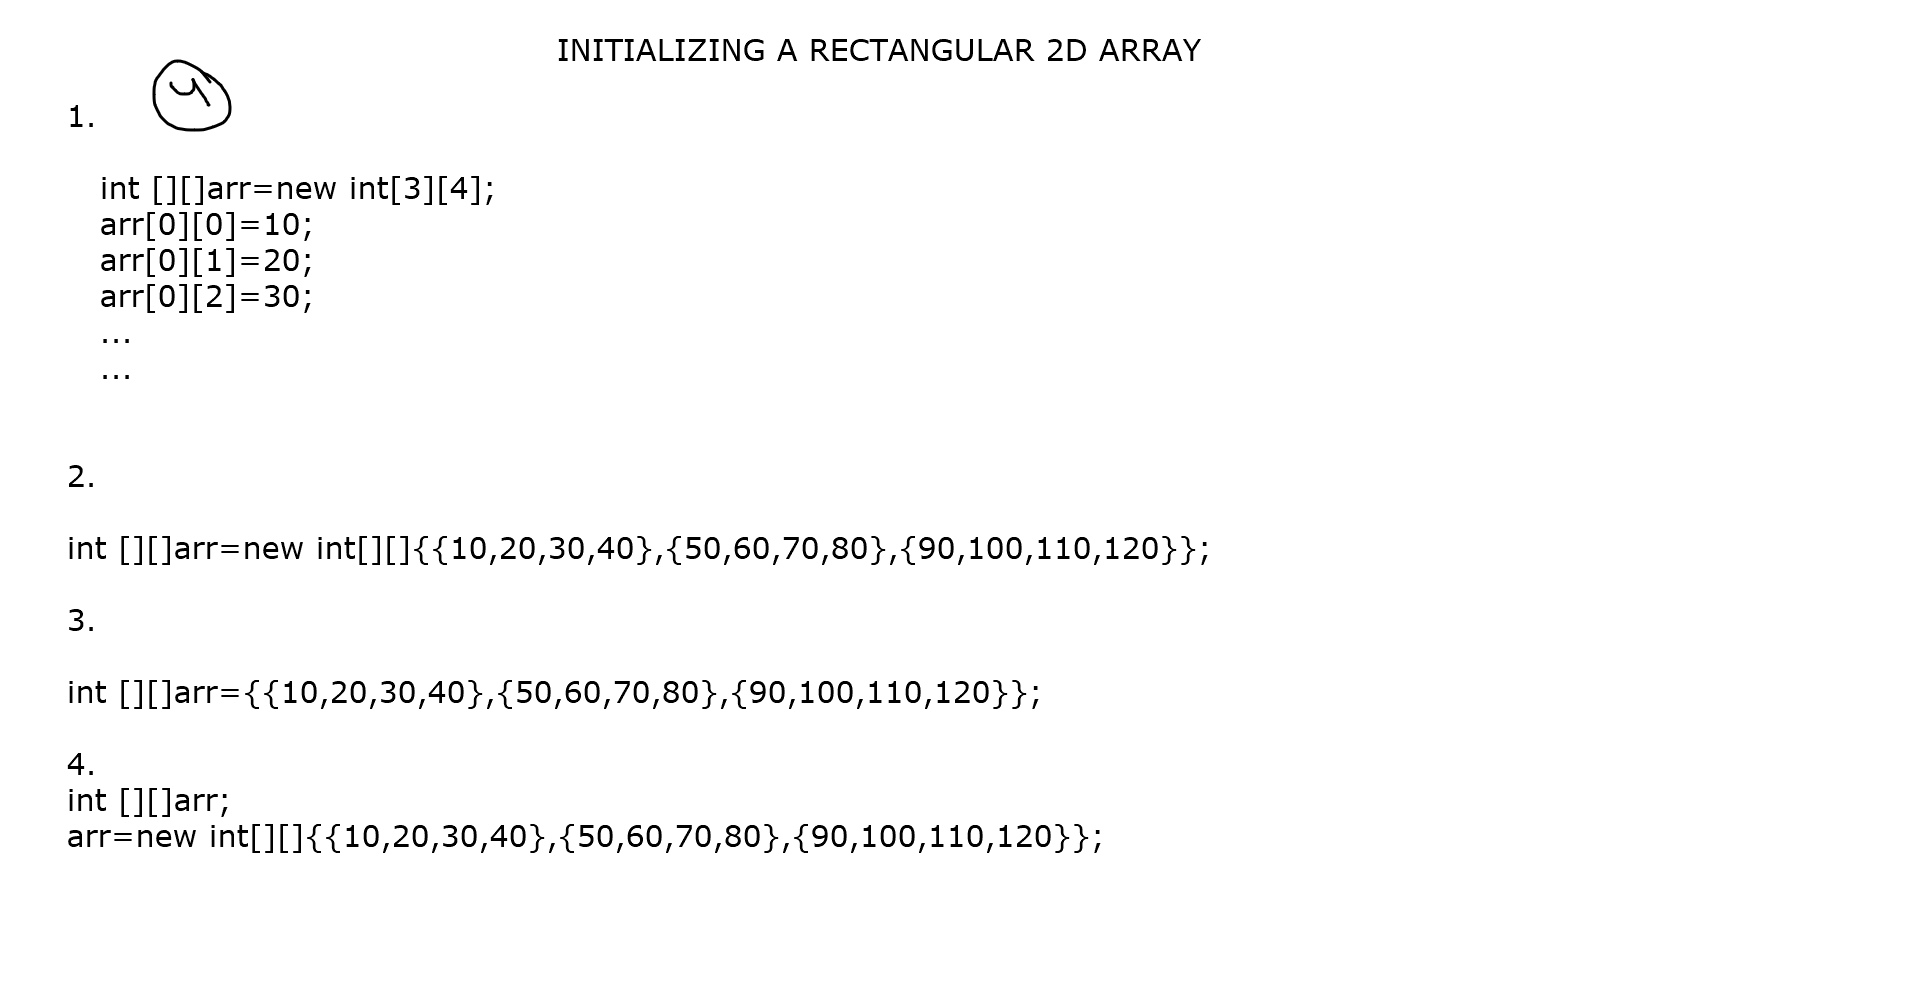 INITIALIZING A RECTANGULAR 2D ARRAY
4
1.
int [][]arr=new int[3][4];
arr[0][0]=10;
arr[0][1]=20;
arr[0][2]=30;
...
...
2.
int [][]arr=new int[][]{{10,20,30,40},{50,60,70,80},{90,100,110,120}};
3.
int [][]arr={{10,20,30,40},{50,60,70,80},{90,100,110,120}};
4.
int [][]arr;
arr=new int[][]{{10,20,30,40},{50,60,70,80},{90,100,110,120}};